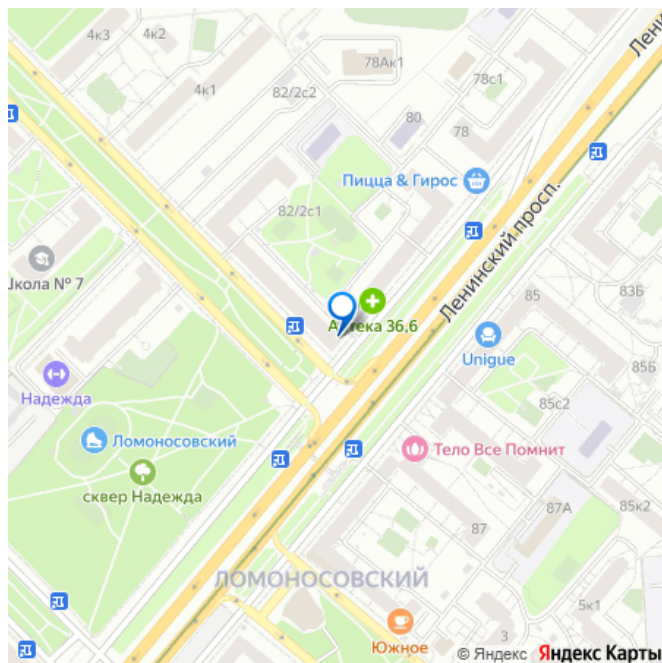 4к3
4к2
Лени
78Ак1
78с1
4к1
82/2с2
80
78
Пицца & Гирос
Ленинский просп.
82/2с1
Школа № 7
83Б
85
Аптека 36,6
Unigue
85Б
Надежда
85с2
Ломоносовский
Тело Все Помнит
сквер Надежда
87А
85к2
87
ЛОМОНОСОВСКИЙ
5к1
Южное
3
© Яндекс Яндекс Карты